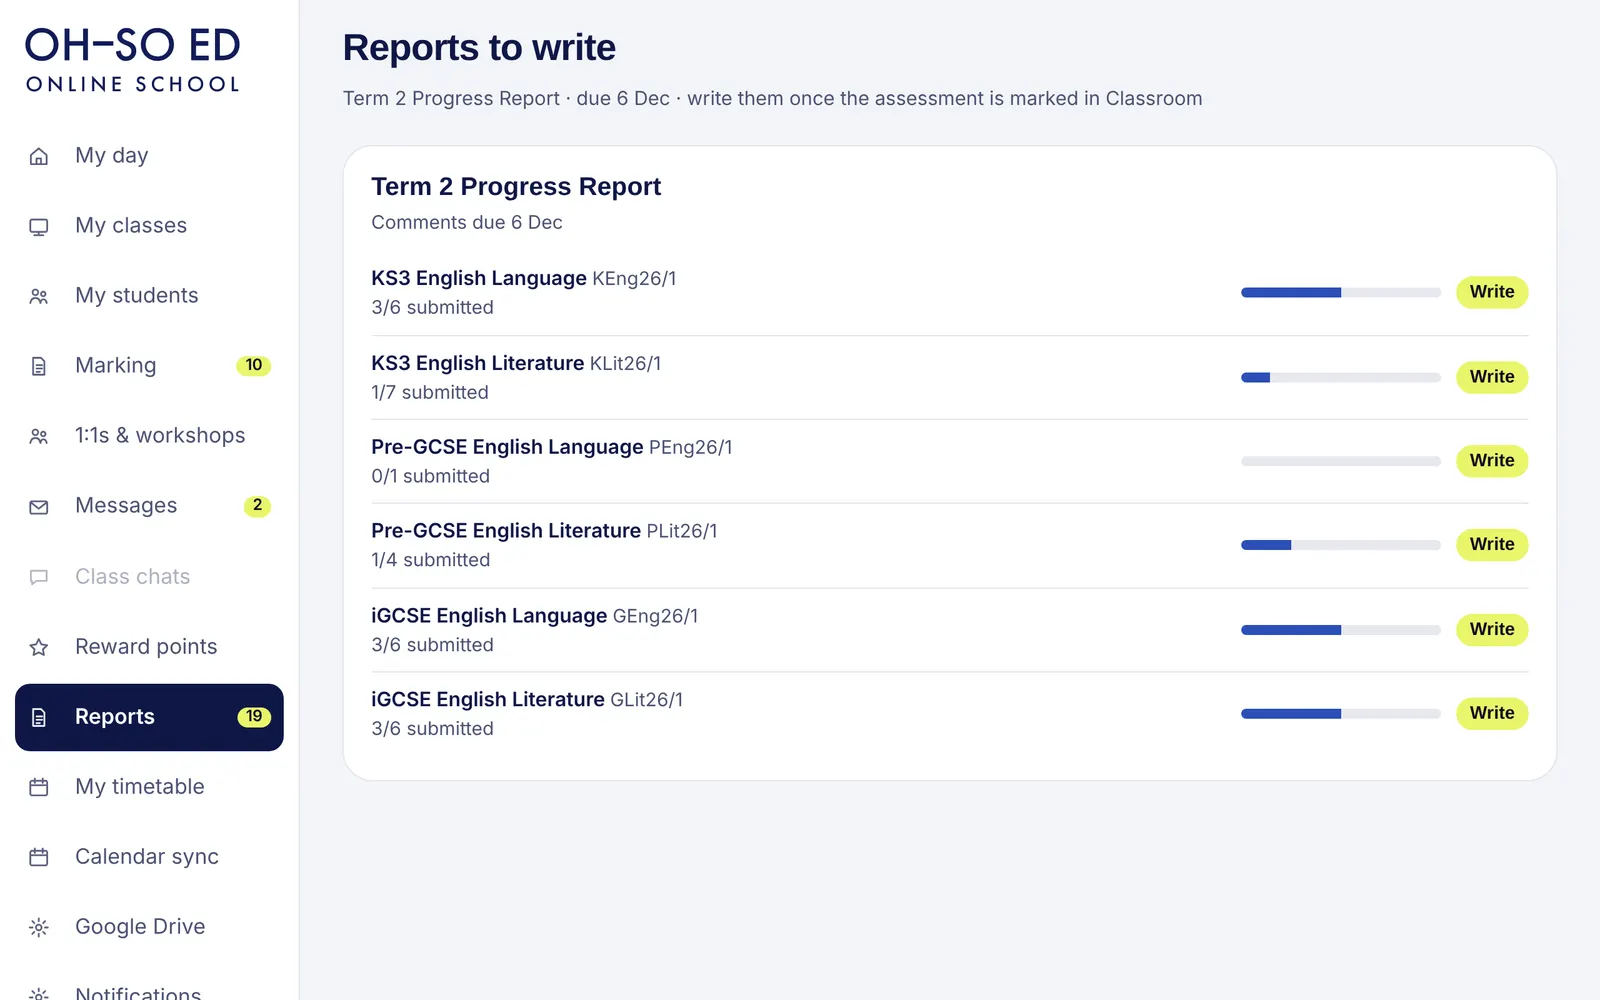 OH-SO ED
ONLINE SCHOOL
My day
My classes
My students
Marking 10
1:1s & workshops
Messages 2
Class chats
Reward points
Reports 19
My timetable
Calendar sync
Google Drive
Notifications
Reports to write
Term 2 Progress Report · due 6 Dec · write them once the assessment is marked in Classroom
Term 2 Progress Report
Comments due 6 Dec
KS3 English Language KEng26/1
3/6 submitted
Write
KS3 English Literature KLit26/1
1/7 submitted
Write
Pre-GCSE English Language PEng26/1
0/1 submitted
Write
Pre-GCSE English Literature PLit26/1
1/4 submitted
Write
iGCSE English Language GEng26/1
3/6 submitted
Write
iGCSE English Literature GLit26/1
3/6 submitted
Write